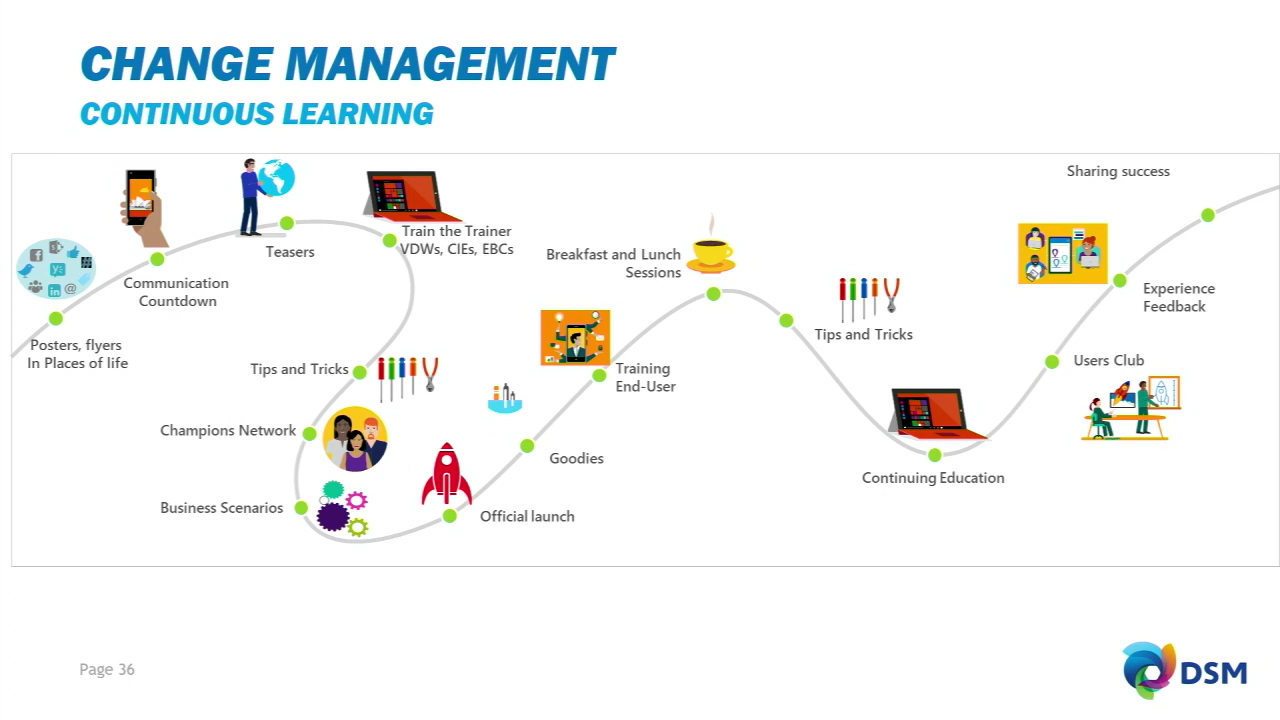 CHANGE MANAGEMENT
CONTINUOUS LEARNING
Posters, flyers
In Places of life
Communication
Countdown
Teasers
Train the Trainer
VDWs, CIEs, EBCs
Tips and Tricks
Champions Network
Business Scenarios
Official launch
Goodies
Training
End-User
Breakfast and Lunch
Sessions
Tips and Tricks
Continuing Education
Users Club
Experience
Feedback
Sharing success
Page 36
DSM